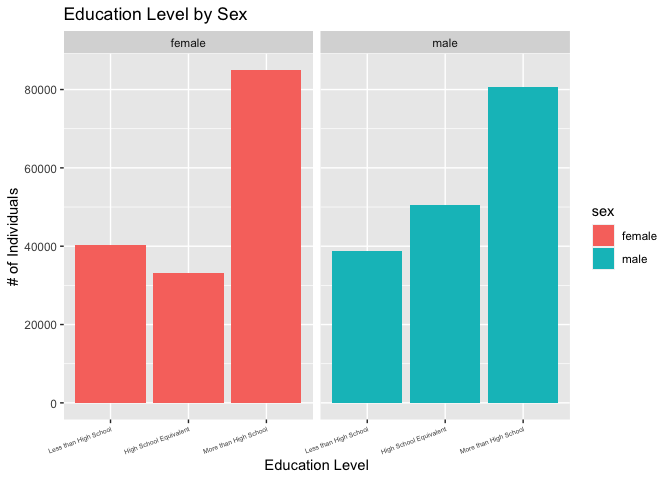 Education Level by Sex
female
male
# of Individuals
80000
60000
40000
20000
0
Less than High School
High School Equivalent
More than High School
Less than High School
High School Equivalent
More than High School
Education Level
sex
female
male